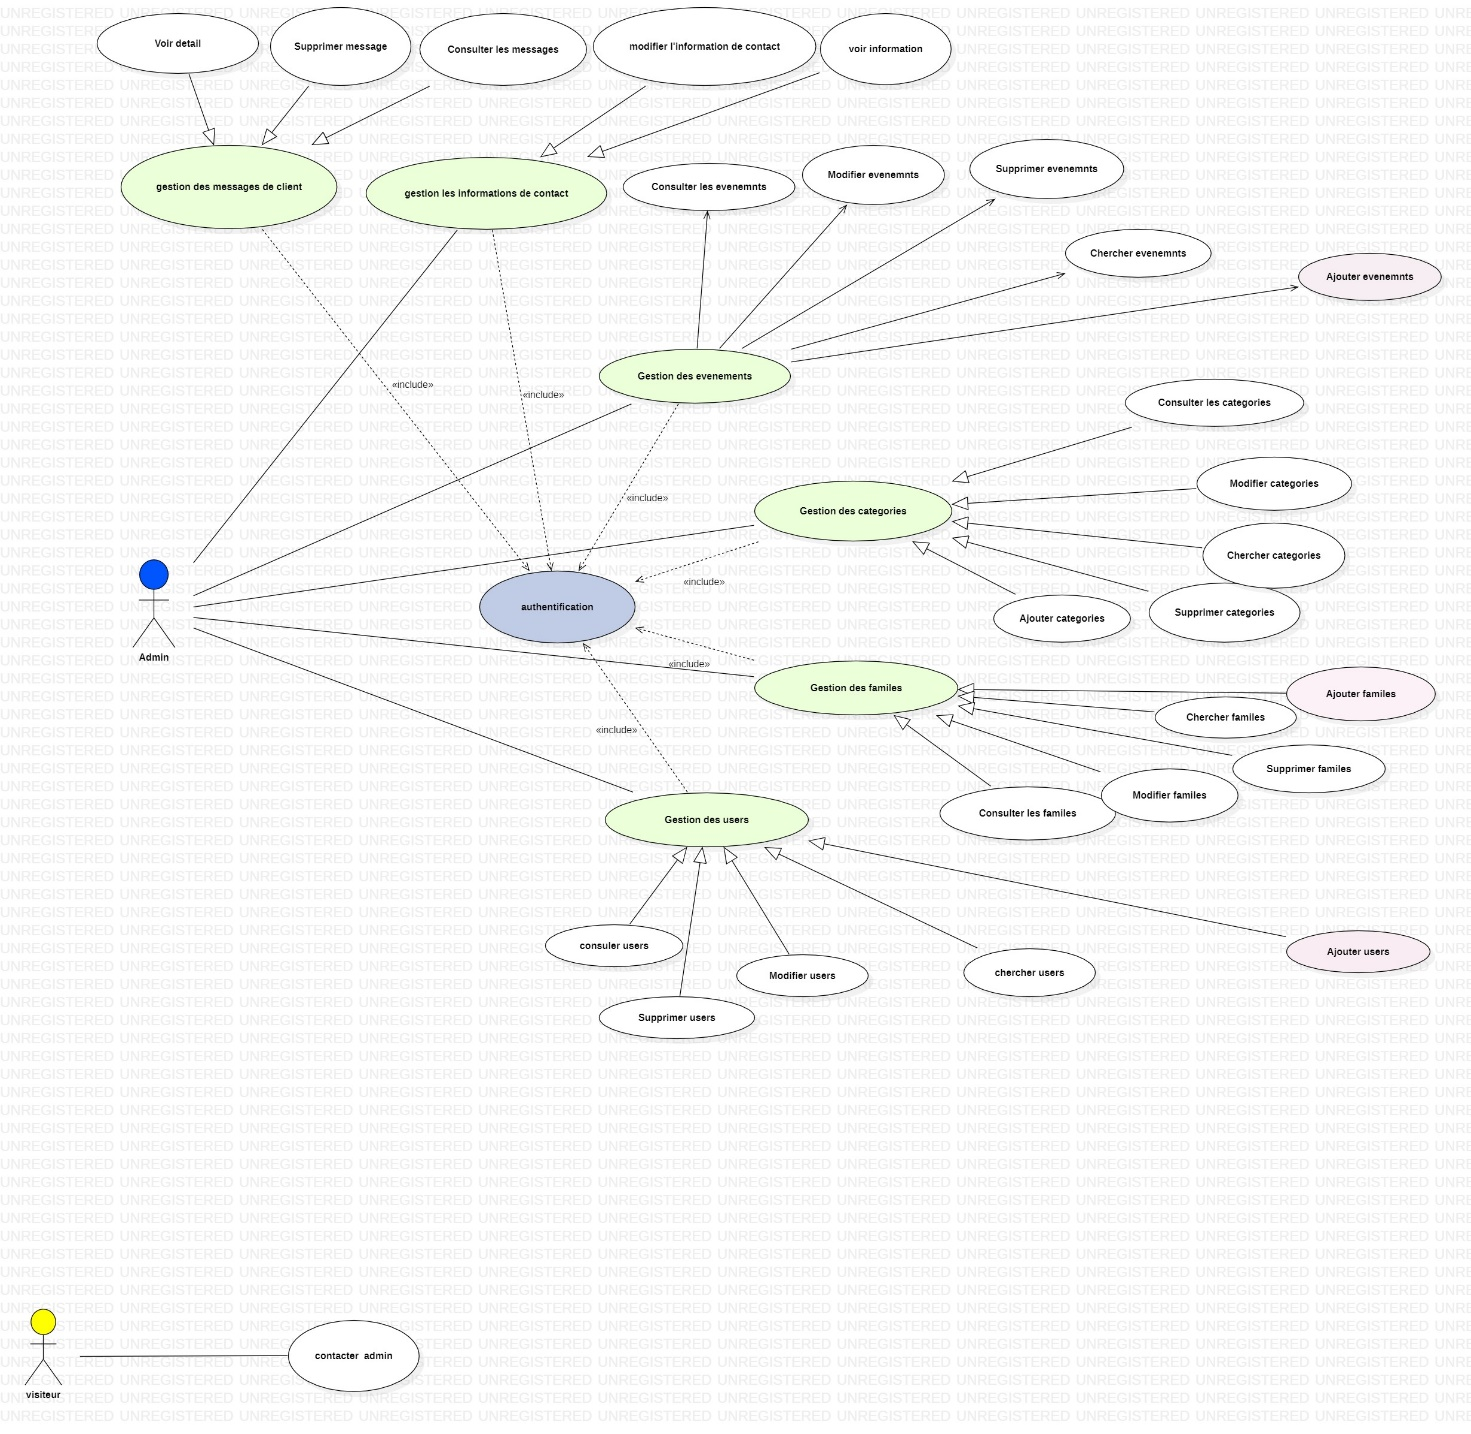 Voir detail
Supprimer message
Consulter les messages
modifier l'information de contact
voir information
gestion des messages de client
gestion les informations de contact
Consulter les evenemnts
Modifier evenemnts
Supprimer evenemnts
Chercher evenemnts
Ajouter evenemnts
Gestion des evenements
«include»
«include»
Consulter les categories
Modifier categories
«include»
Gestion des categories
Chercher categories
«include»
authentification
Ajouter categories
Supprimer categories
Admin
«include»
Gestion des familes
Ajouter familes
Chercher familes
«include»
Supprimer familes
Modifier familes
Consulter les familes
Gestion des users
consuler users
Modifier users
chercher users
Ajouter users
Supprimer users
contacter admin
visiteur
UNREGISTERED